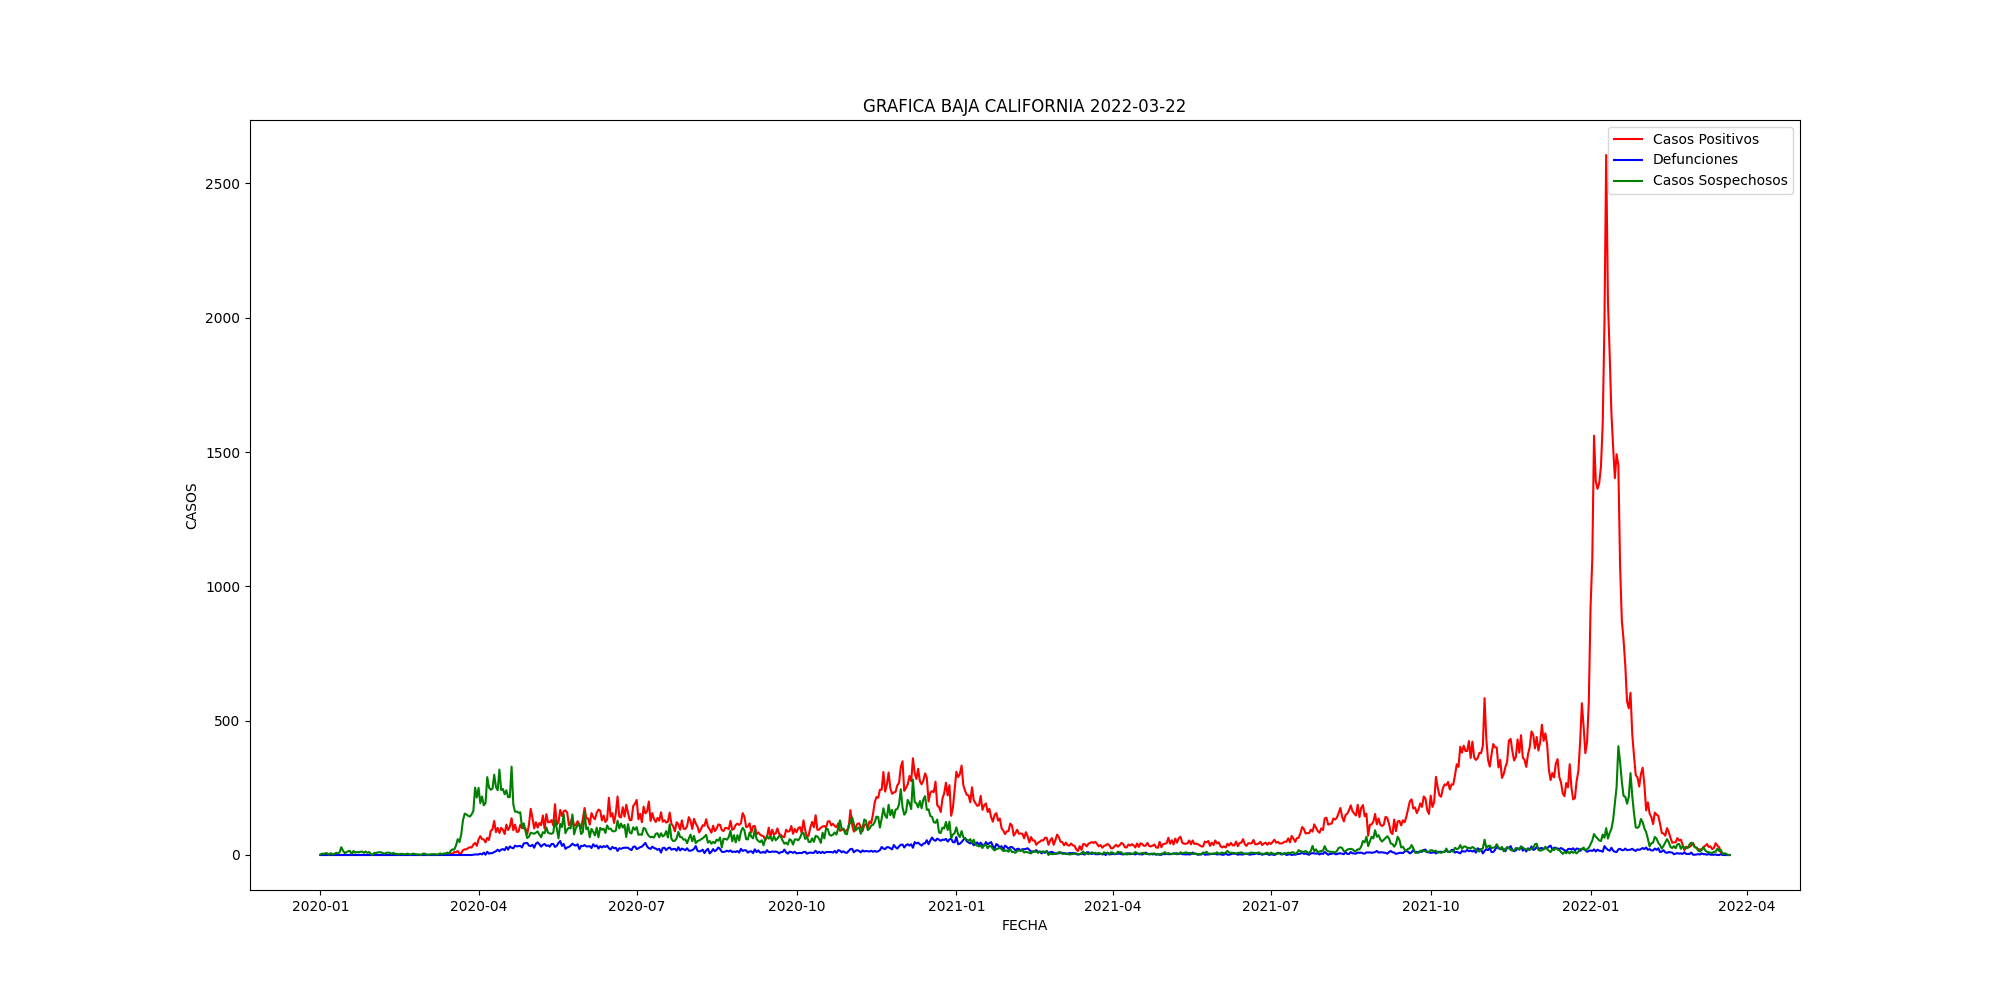 GRAFICA BAJA CALIFORNIA 2022-03-22
Casos Positivos
Defunciones
Casos Sospechosos
2500
2000
1500
1000
500
0
CASOS
2020-01 2020-04 2020-07 2020-10 2021-01 2021-04 2021-07 2021-10 2022-01 2022-04
FECHA